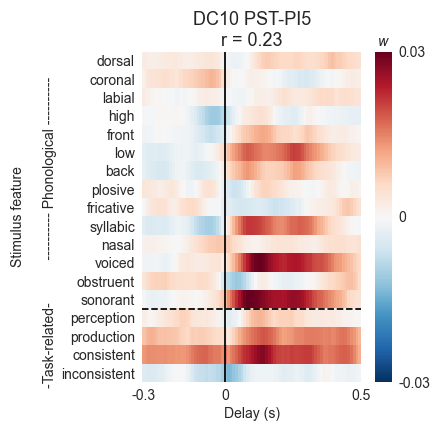 DC10 PST-PI5
r = 0.23
w
dorsal
coronal
labial
high
front
low
back
plosive
fricative
syllabic
nasal
voiced
obstruent
sonorant
perception
production
consistent
inconsistent
Stimulus feature
---------- Phonological ----------
-Task-related-
0.03
0
-0.03
-0.3 0 0.5
Delay (s)